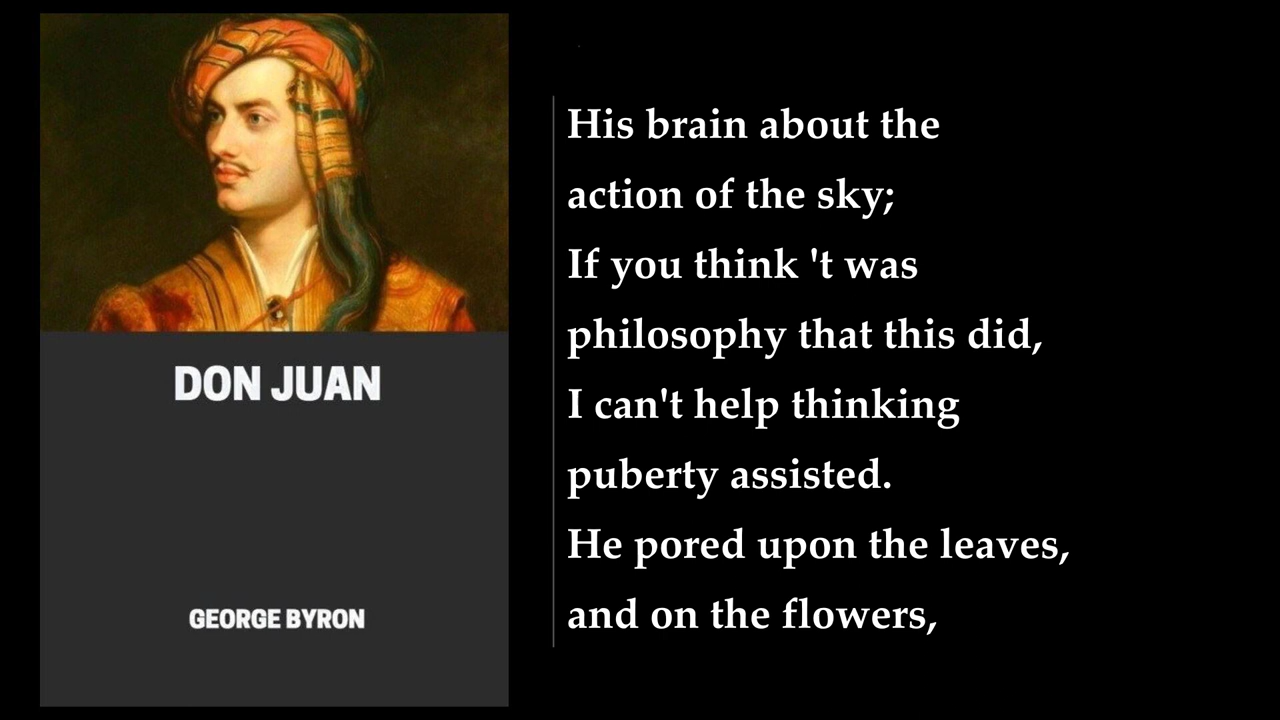 DON JUAN
GEORGE BYRON
His brain about the
action of the sky;
If you think 't was
philosophy that this did,
I can't help thinking
puberty assisted.
He pored upon the leaves,
and on the flowers,